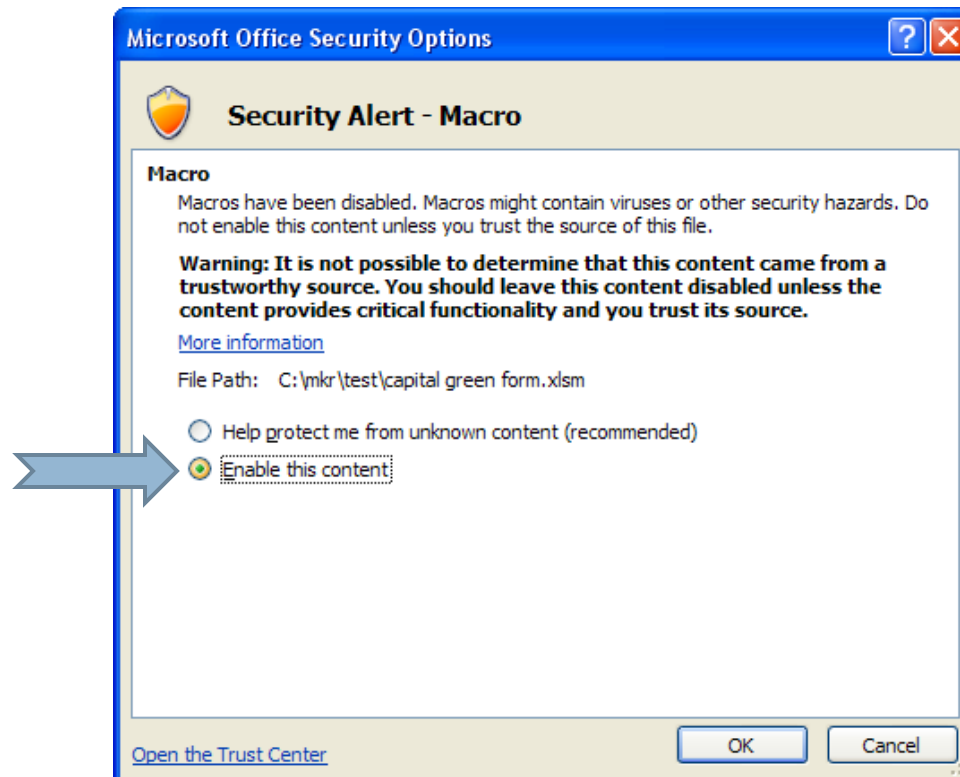 Microsoft Office Security Options
Security Alert - Macro
Macro
Macros have been disabled. Macros might contain viruses or other security hazards. Do
not enable this content unless you trust the source of this file.
Warning: It is not possible to determine that this content came from a
trustworthy source. You should leave this content disabled unless the
content provides critical functionality and you trust its source.
More information
File Path: C:\mkr\test\capital green form.xlsm
Help protect me from unknown content (recommended)
Enable this content
Open the Trust Center
OK
Cancel